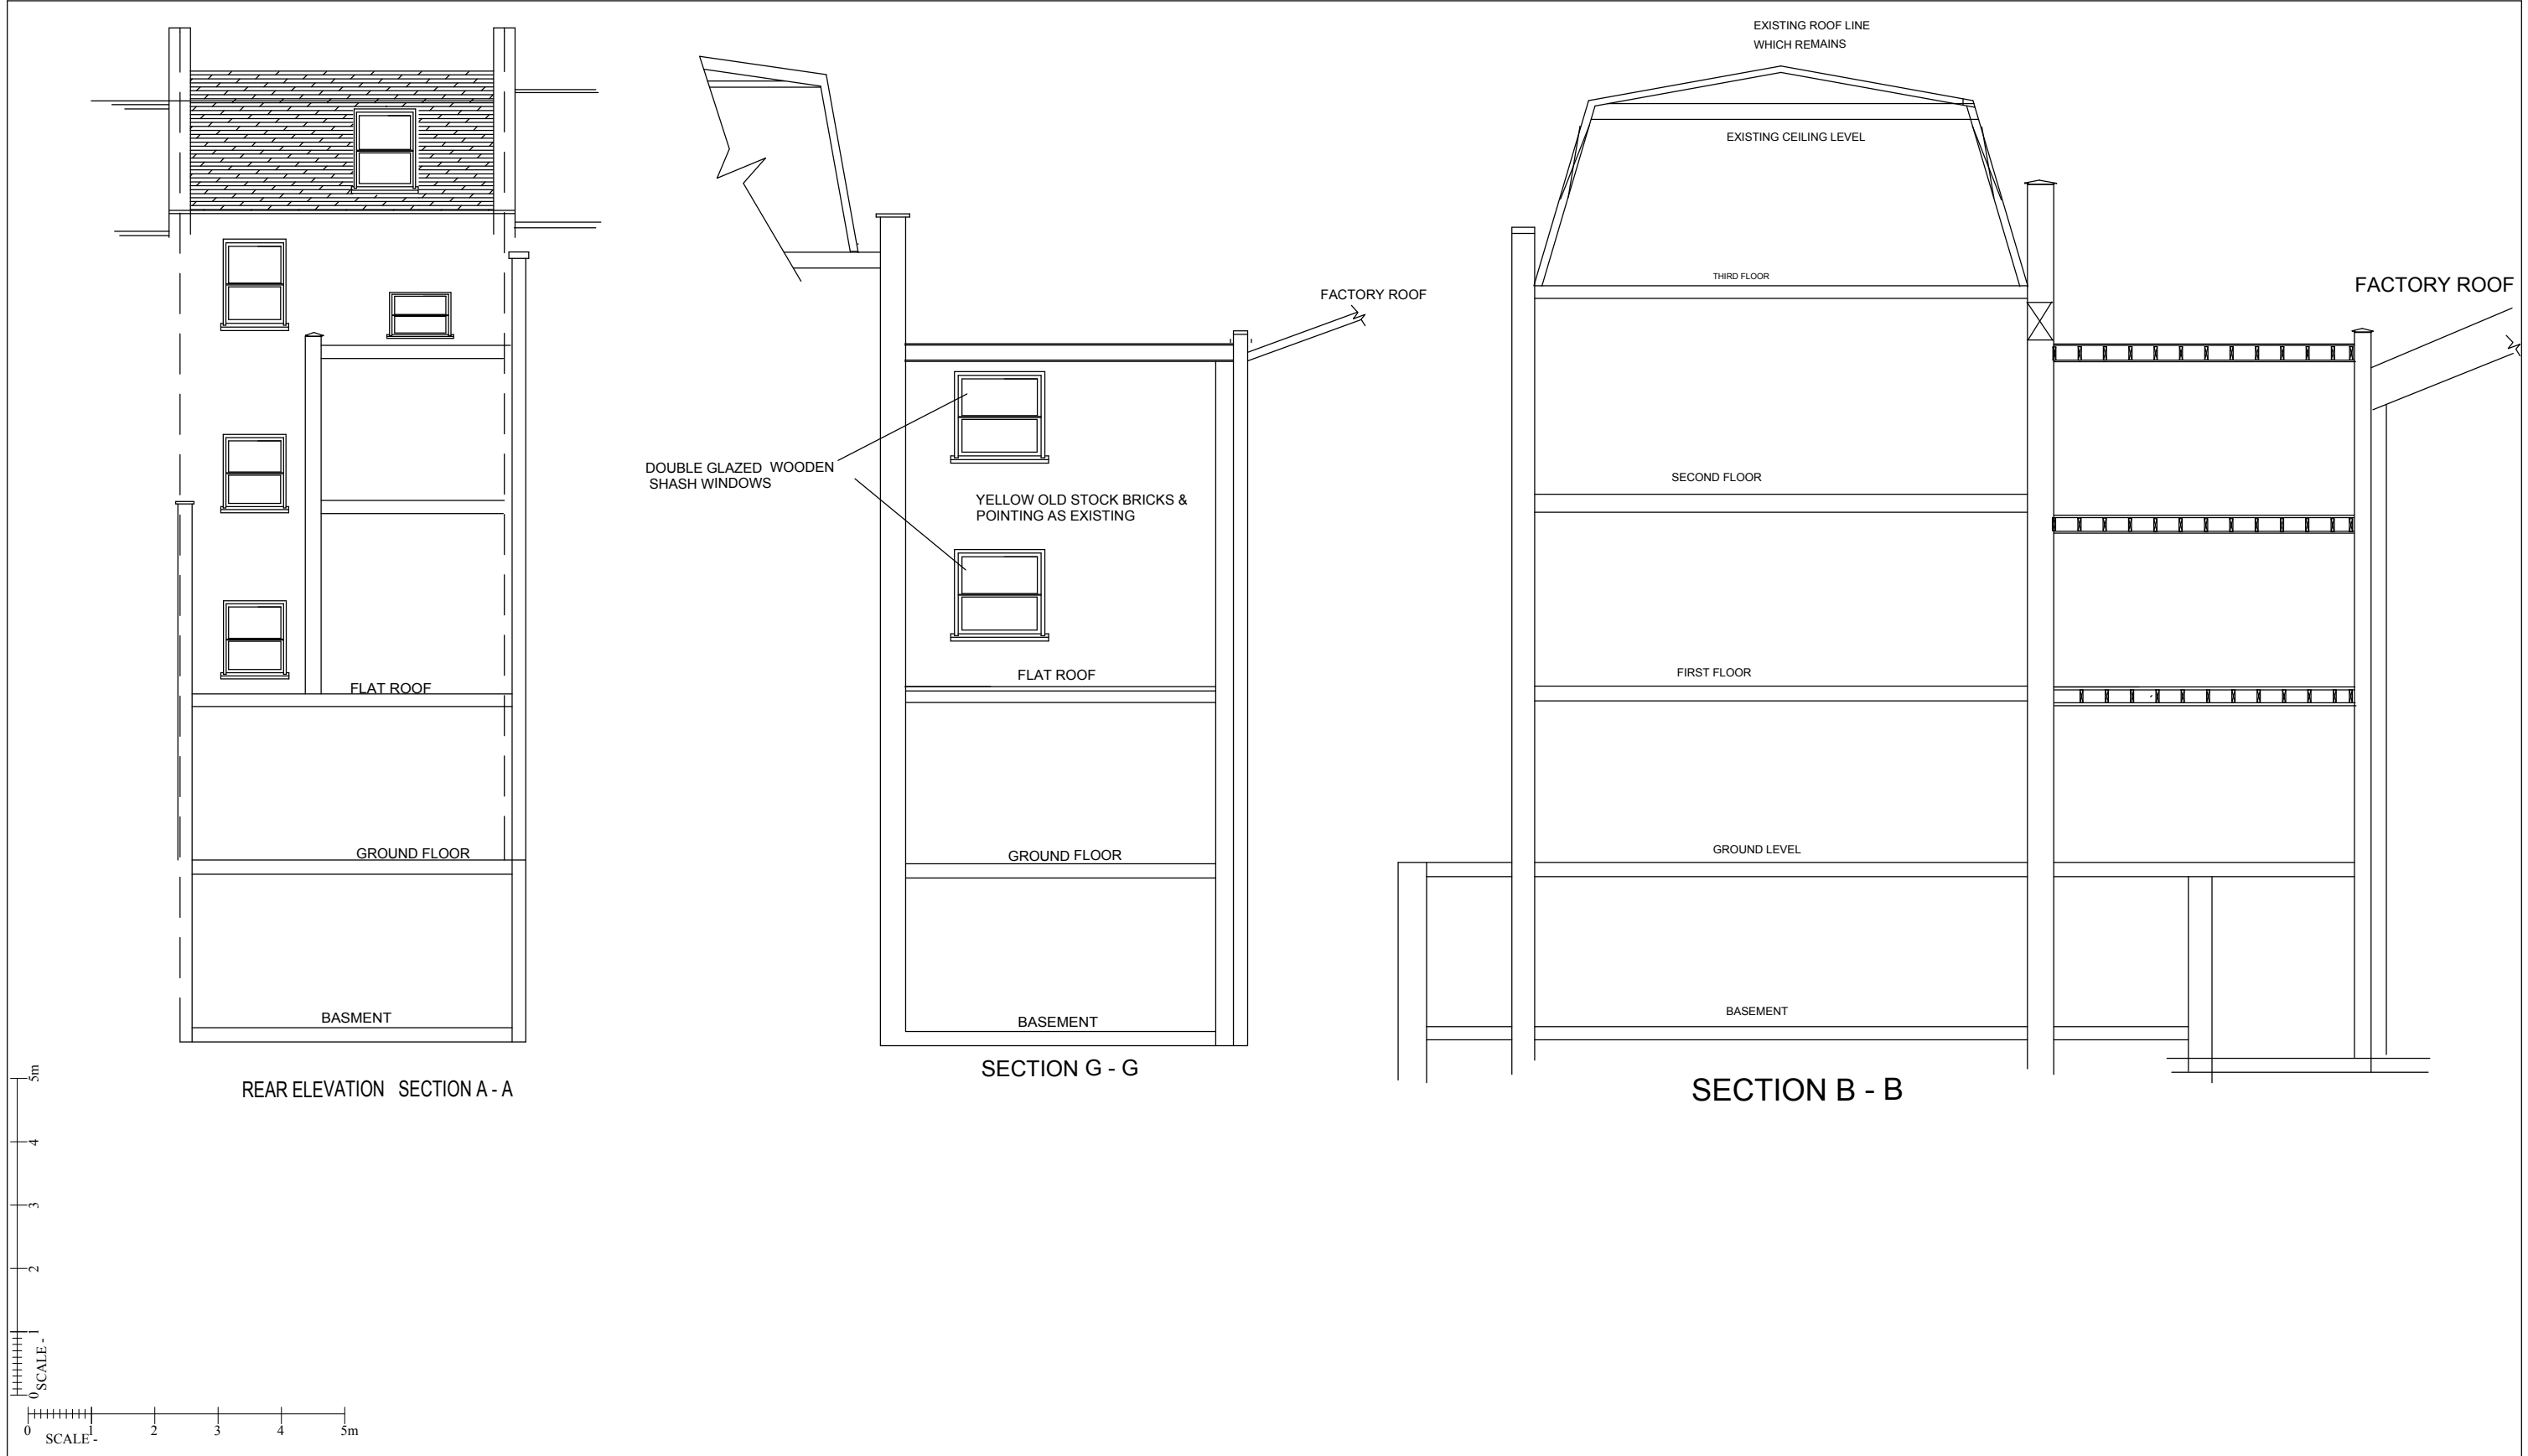 FLAT ROOF
GROUND FLOOR
BASMENT
REAR ELEVATION SECTION A - A
FACTORY ROOF
DOUBLE GLAZED WOODEN
SHASH WINDOWS
YELLOW OLD STOCK BRICKS &
POINTING AS EXISTING
FLAT ROOF
GROUND FLOOR
BASEMENT
SECTION G - G
EXISTING ROOF LINE
WHICH REMAINS
EXISTING CEILING LEVEL
THIRD FLOOR
FACTORY ROOF
SECOND FLOOR
FIRST FLOOR
GROUND LEVEL
BASEMENT
SECTION B - B
5m
4
3
2
1
0
SCALE -
0 1 2 3 4 5m
SCALE -